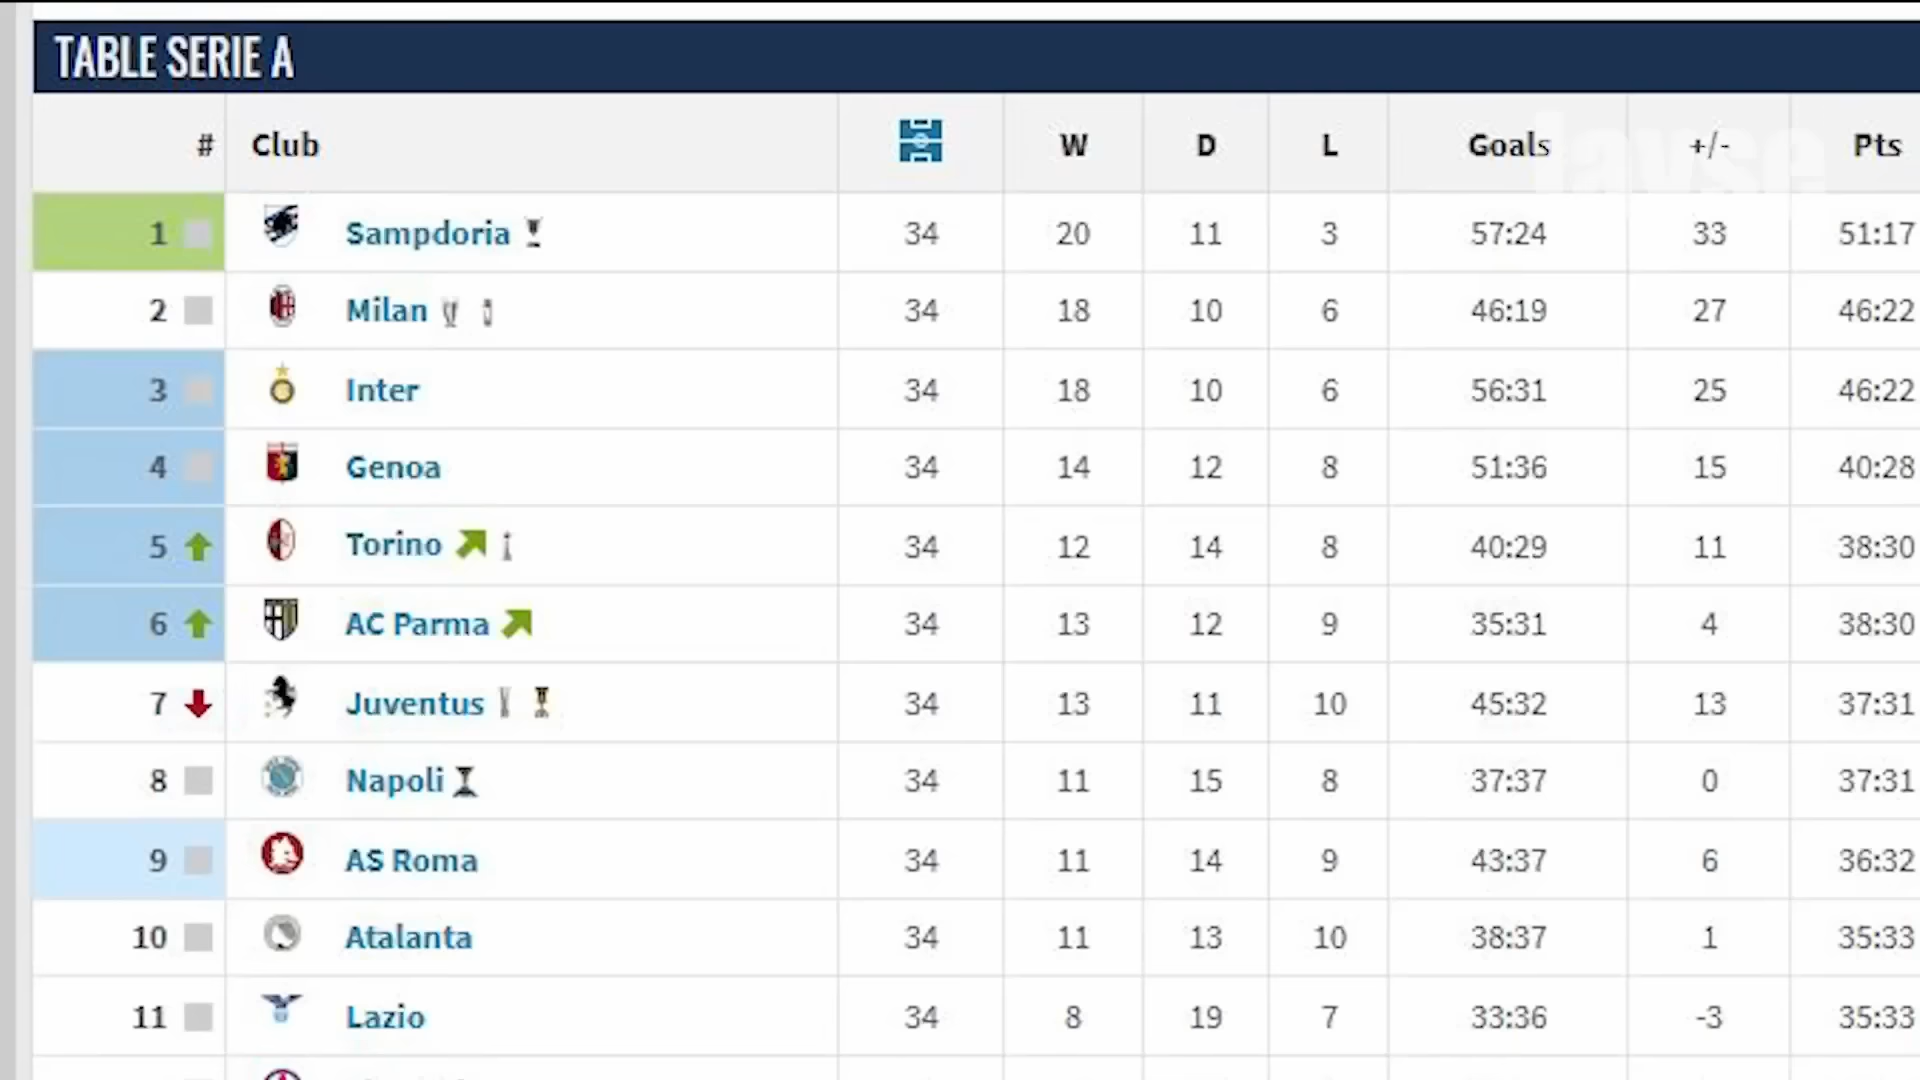 TABLE SERIE A
# Club W D L Goals +/- Pts
1 Sampdoria 34 20 11 3 57:24 33 51:17
2 Milan 34 18 10 6 46:19 27 46:22
3 Inter 34 18 10 6 56:31 25 46:22
4 Genoa 34 14 12 8 51:36 15 40:28
5 Torino 34 12 14 8 40:29 11 38:30
6 AC Parma 34 13 12 9 35:31 4 38:30
7 Juventus 34 13 11 10 45:32 13 37:31
8 Napoli 34 11 15 8 37:37 0 37:31
9 AS Roma 34 11 14 9 43:37 6 36:32
10 Atalanta 34 11 13 10 38:37 1 35:33
11 Lazio 34 8 19 7 33:36 -3 35:33